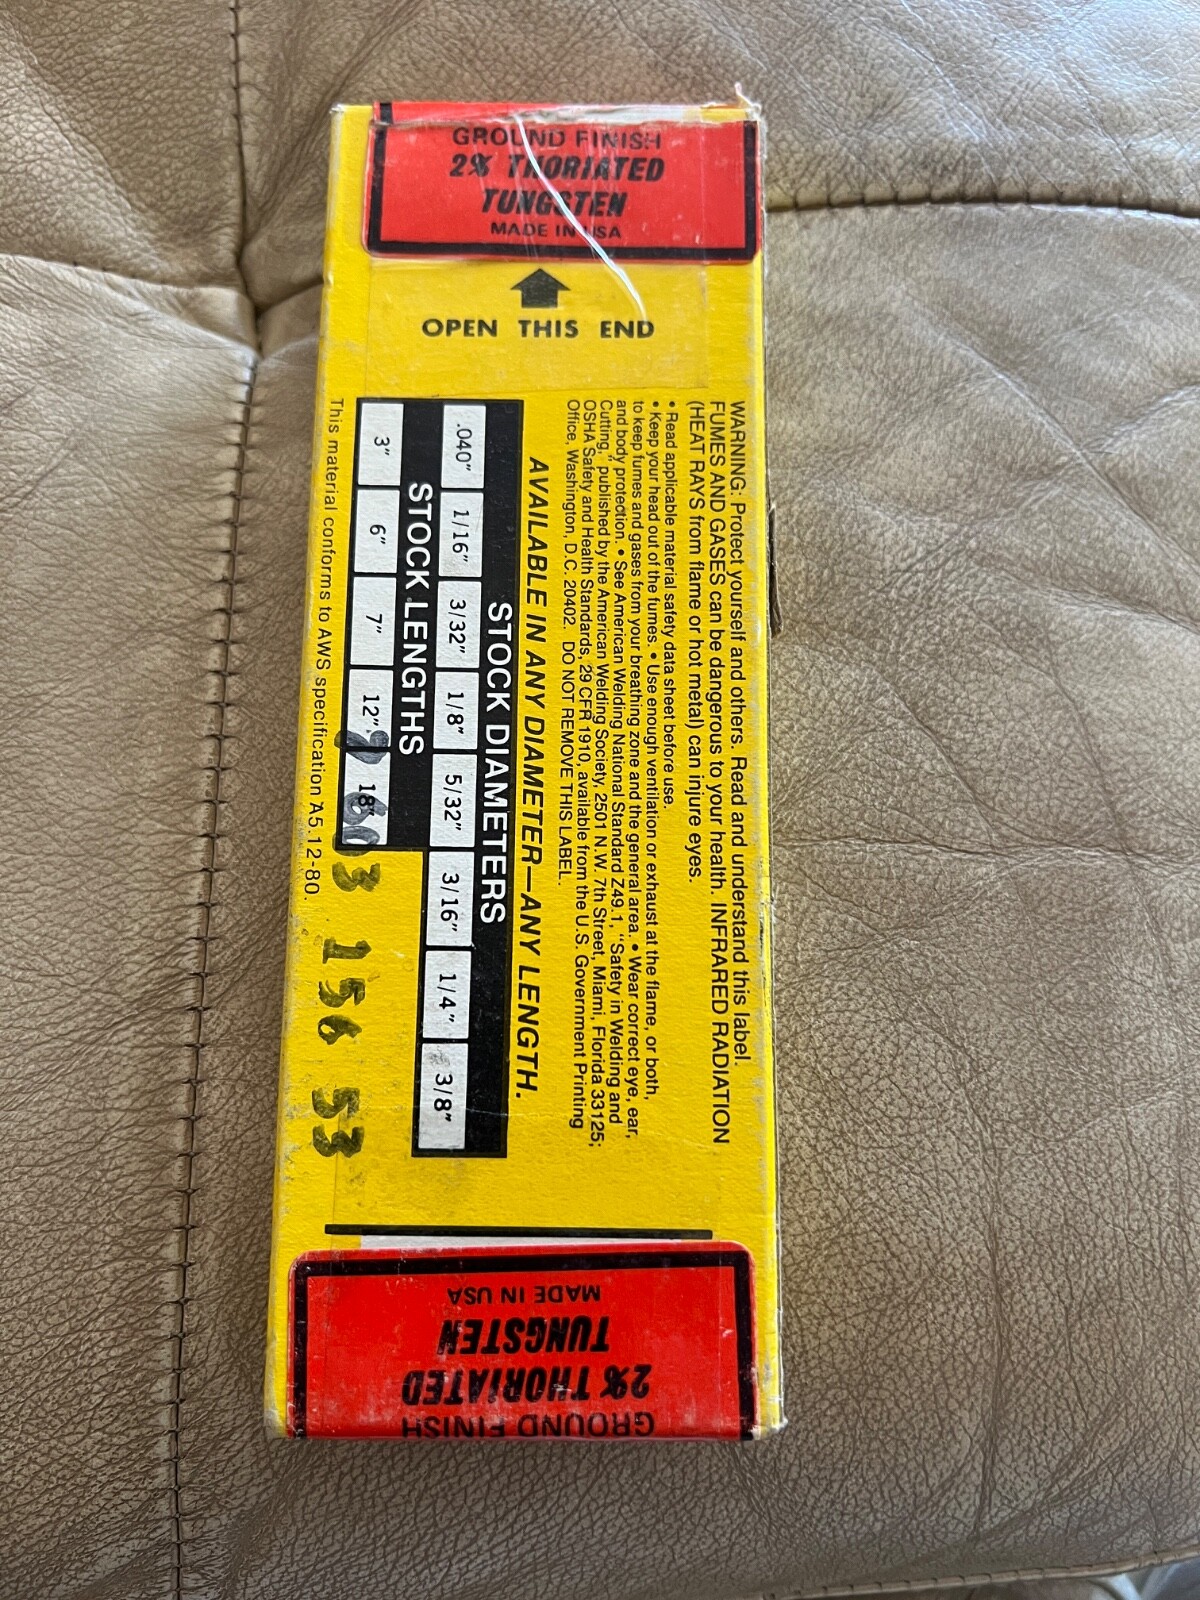 GROUND FINISH
2% THORIATED
TUNGSTEN
MADE IN USA
OPEN THIS END
WARNING: Protect yourself and others. Read and understand this label.
FUMES AND GASES can be dangerous to your health. INFRARED RADIATION
(HEAT RAYS from flame or hot metal) can injure eyes.
• Read applicable material safety data sheet before use.
• Keep your head out of the fumes. • Use enough ventilation or exhaust at the flame, or both,
to keep fumes and gases from your breathing zone and the general area. • Wear correct eye, ear,
and body protection. • See American Welding National Standard Z49.1, "Safety in Welding and
Cutting," published by the American Welding Society, 2501 N.W. 7th Street, Miami, Florida 33125;
OSHA Safety and Health Standards, 29 CFR 1910, available from the U.S. Government Printing
Office, Washington, D.C. 20402. DO NOT REMOVE THIS LABEL.
AVAILABLE IN ANY DIAMETER—ANY LENGTH.
STOCK DIAMETERS
.040" 1/16" 3/32" 1/8" 5/32" 3/16" 1/4" 3/8"
STOCK LENGTHS
3" 6" 7" 12" 18"
156 53
This material conforms to AWS specification A5.12-80.
GROUND FINISH
2% THORIATED
TUNGSTEN
MADE IN USA